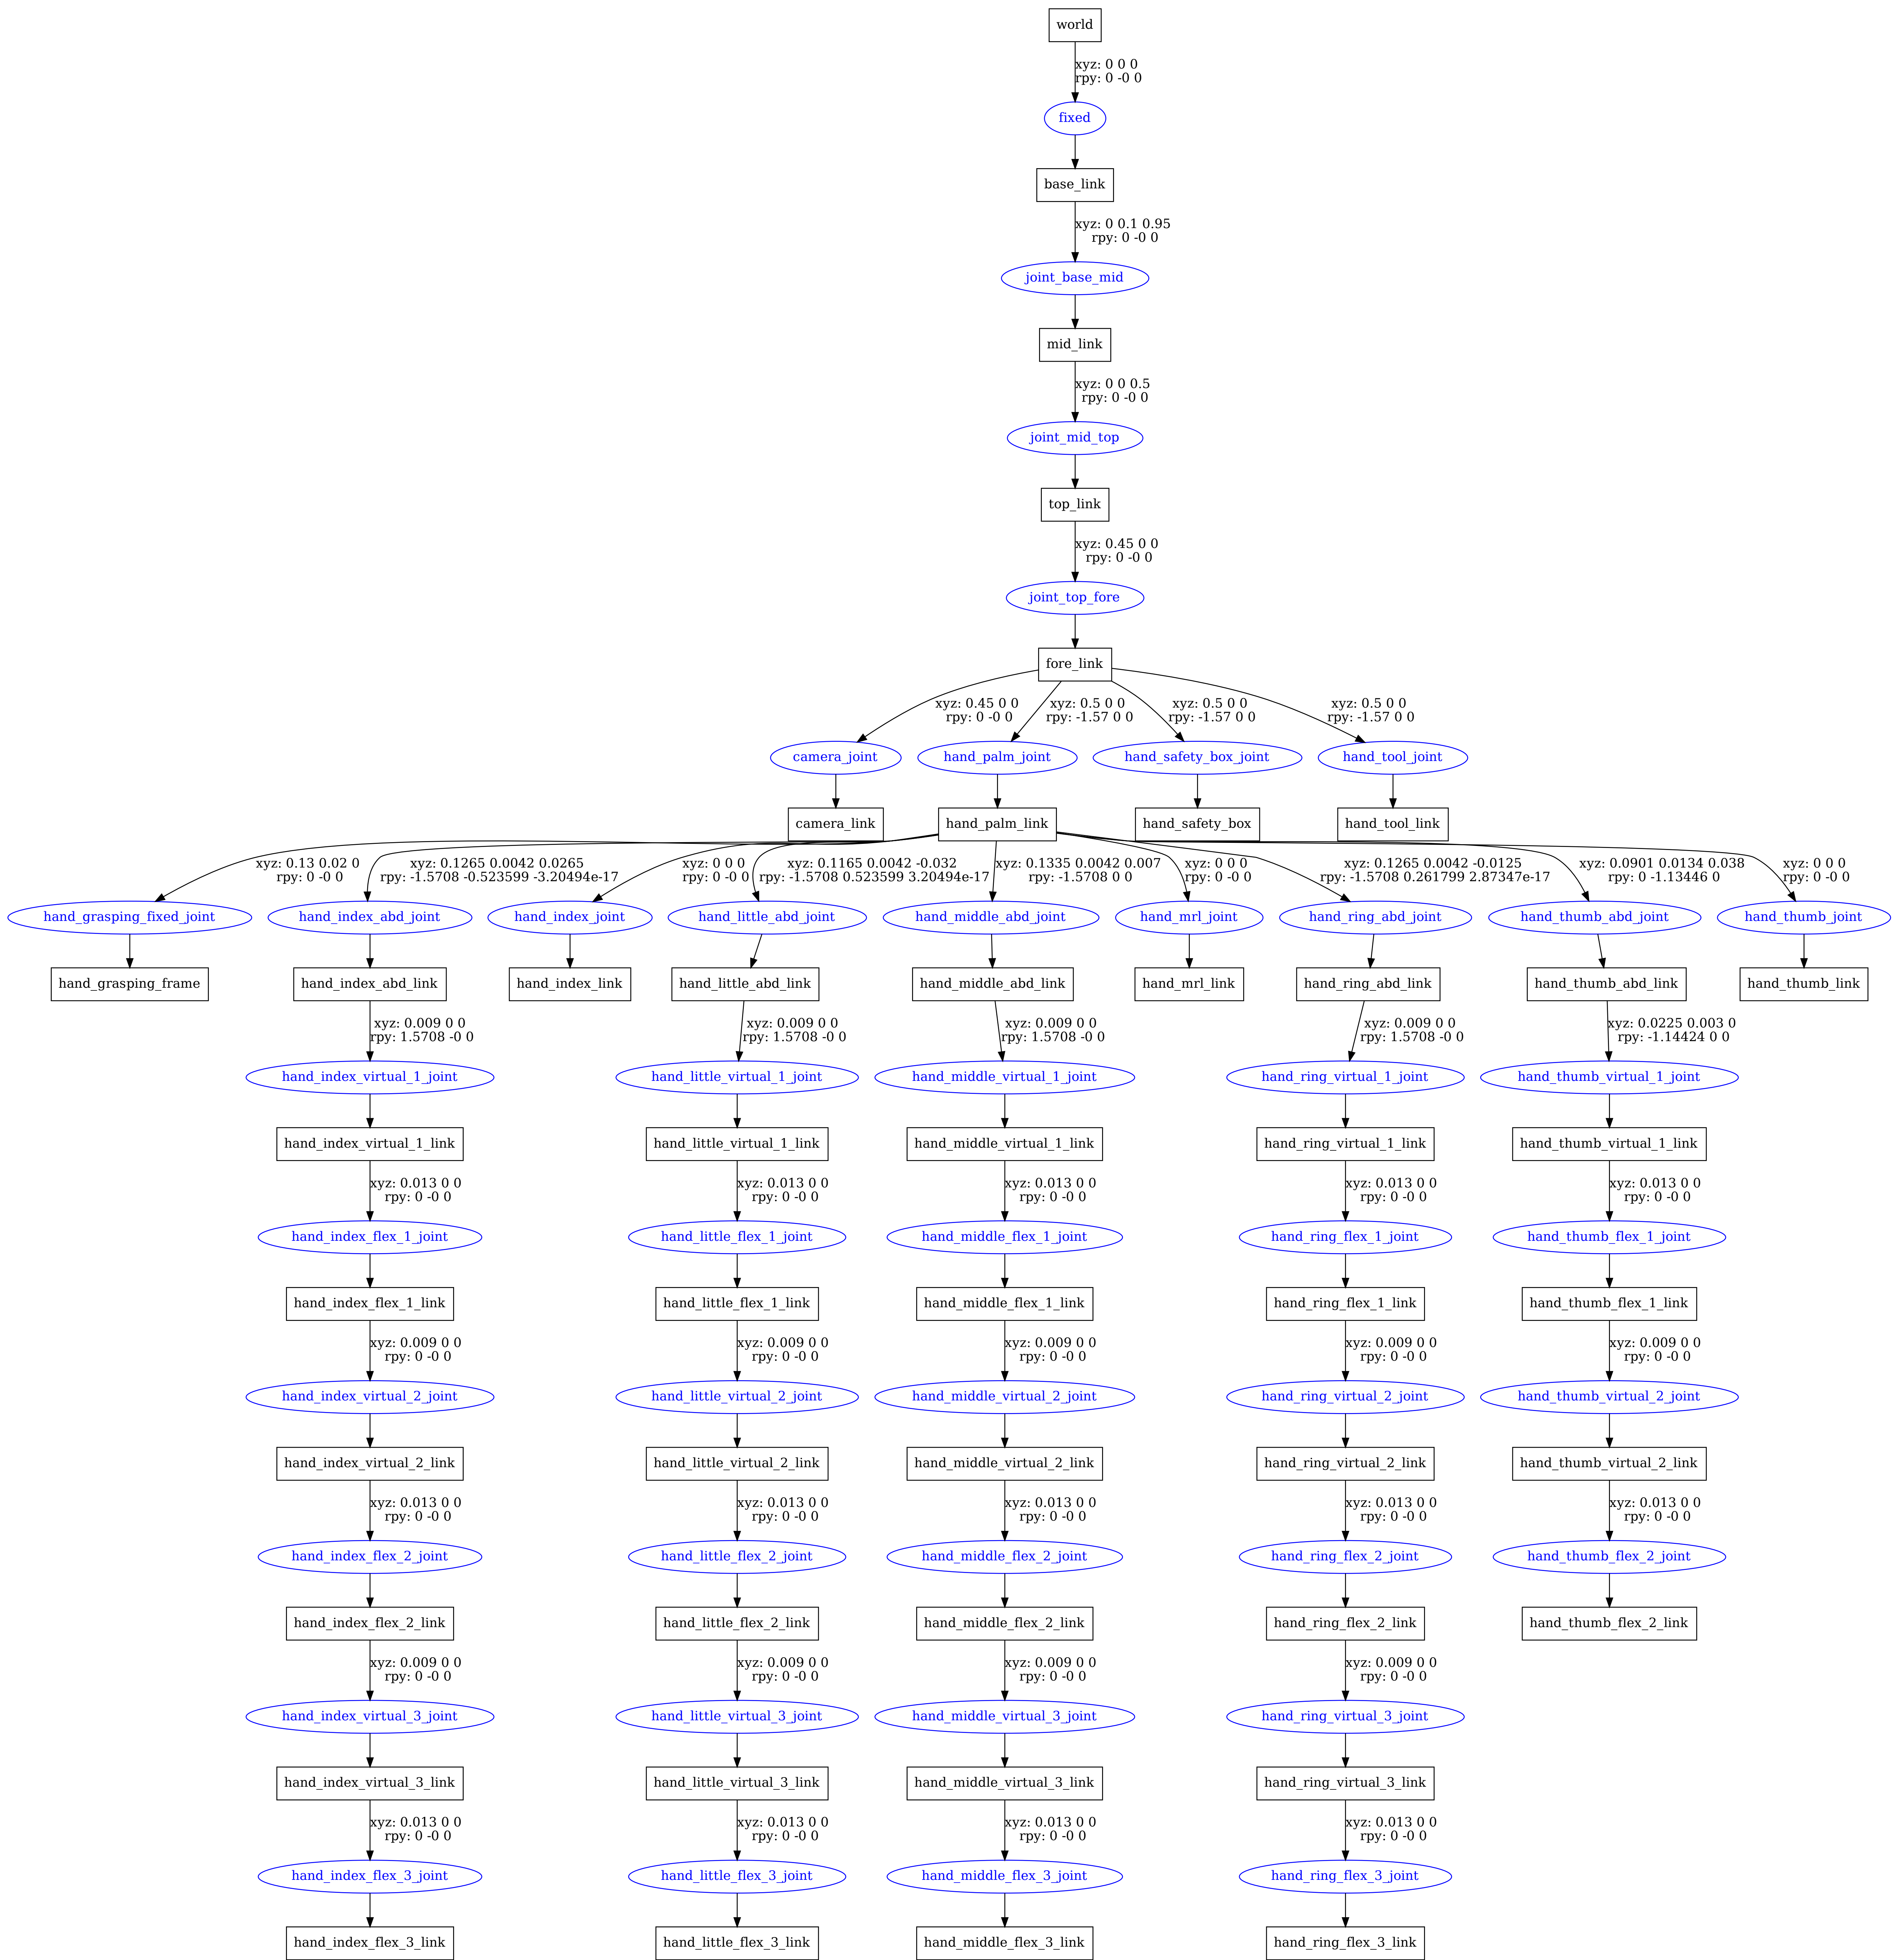 world
xyz: 0 0 0
rpy: 0 -0 0
fixed
base_link
xyz: 0 0.1 0.95
rpy: 0 -0 0
joint_base_mid
mid_link
xyz: 0 0 0.5
rpy: 0 -0 0
joint_mid_top
top_link
xyz: 0.45 0 0
rpy: 0 -0 0
joint_top_fore
fore_link
xyz: 0.45 0 0
rpy: 0 -0 0
xyz: 0.5 0 0
rpy: -1.57 0 0
xyz: 0.5 0 0
rpy: -1.57 0 0
xyz: 0.5 0 0
rpy: -1.57 0 0
camera_joint
hand_palm_joint
hand_safety_box_joint
hand_tool_joint
camera_link
hand_palm_link
hand_safety_box
hand_tool_link
xyz: 0.13 0.02 0
rpy: 0 -0 0
xyz: 0.1265 0.0042 0.0265
rpy: -1.5708 -0.523599 -3.20494e-17
xyz: 0 0 0
rpy: 0 -0 0
xyz: 0.1165 0.0042 -0.032
rpy: -1.5708 0.523599 3.20494e-17
xyz: 0.1335 0.0042 0.007
rpy: -1.5708 0 0
xyz: 0 0 0
rpy: 0 -0 0
xyz: 0.1265 0.0042 -0.0125
rpy: -1.5708 0.261799 2.87347e-17
xyz: 0.0901 0.0134 0.038
rpy: 0 -1.13446 0
xyz: 0 0 0
rpy: 0 -0 0
hand_grasping_fixed_joint
hand_index_abd_joint
hand_index_joint
hand_little_abd_joint
hand_middle_abd_joint
hand_mrl_joint
hand_ring_abd_joint
hand_thumb_abd_joint
hand_thumb_joint
hand_grasping_frame
hand_index_abd_link
hand_index_link
hand_little_abd_link
hand_middle_abd_link
hand_mrl_link
hand_ring_abd_link
hand_thumb_abd_link
hand_thumb_link
xyz: 0.009 0 0
rpy: 1.5708 -0 0
xyz: 0.009 0 0
rpy: 1.5708 -0 0
xyz: 0.009 0 0
rpy: 1.5708 -0 0
xyz: 0.009 0 0
rpy: 1.5708 -0 0
xyz: 0.0225 0.003 0
rpy: -1.14424 0 0
hand_index_virtual_1_joint
hand_little_virtual_1_joint
hand_middle_virtual_1_joint
hand_ring_virtual_1_joint
hand_thumb_virtual_1_joint
hand_index_virtual_1_link
hand_little_virtual_1_link
hand_middle_virtual_1_link
hand_ring_virtual_1_link
hand_thumb_virtual_1_link
xyz: 0.013 0 0
rpy: 0 -0 0
xyz: 0.013 0 0
rpy: 0 -0 0
xyz: 0.013 0 0
rpy: 0 -0 0
xyz: 0.013 0 0
rpy: 0 -0 0
xyz: 0.013 0 0
rpy: 0 -0 0
hand_index_flex_1_joint
hand_little_flex_1_joint
hand_middle_flex_1_joint
hand_ring_flex_1_joint
hand_thumb_flex_1_joint
hand_index_flex_1_link
hand_little_flex_1_link
hand_middle_flex_1_link
hand_ring_flex_1_link
hand_thumb_flex_1_link
xyz: 0.009 0 0
rpy: 0 -0 0
xyz: 0.009 0 0
rpy: 0 -0 0
xyz: 0.009 0 0
rpy: 0 -0 0
xyz: 0.009 0 0
rpy: 0 -0 0
xyz: 0.009 0 0
rpy: 0 -0 0
hand_index_virtual_2_joint
hand_little_virtual_2_joint
hand_middle_virtual_2_joint
hand_ring_virtual_2_joint
hand_thumb_virtual_2_joint
hand_index_virtual_2_link
hand_little_virtual_2_link
hand_middle_virtual_2_link
hand_ring_virtual_2_link
hand_thumb_virtual_2_link
xyz: 0.013 0 0
rpy: 0 -0 0
xyz: 0.013 0 0
rpy: 0 -0 0
xyz: 0.013 0 0
rpy: 0 -0 0
xyz: 0.013 0 0
rpy: 0 -0 0
xyz: 0.013 0 0
rpy: 0 -0 0
hand_index_flex_2_joint
hand_little_flex_2_joint
hand_middle_flex_2_joint
hand_ring_flex_2_joint
hand_thumb_flex_2_joint
hand_index_flex_2_link
hand_little_flex_2_link
hand_middle_flex_2_link
hand_ring_flex_2_link
hand_thumb_flex_2_link
xyz: 0.009 0 0
rpy: 0 -0 0
xyz: 0.009 0 0
rpy: 0 -0 0
xyz: 0.009 0 0
rpy: 0 -0 0
xyz: 0.009 0 0
rpy: 0 -0 0
hand_index_virtual_3_joint
hand_little_virtual_3_joint
hand_middle_virtual_3_joint
hand_ring_virtual_3_joint
hand_index_virtual_3_link
hand_little_virtual_3_link
hand_middle_virtual_3_link
hand_ring_virtual_3_link
xyz: 0.013 0 0
rpy: 0 -0 0
xyz: 0.013 0 0
rpy: 0 -0 0
xyz: 0.013 0 0
rpy: 0 -0 0
xyz: 0.013 0 0
rpy: 0 -0 0
hand_index_flex_3_joint
hand_little_flex_3_joint
hand_middle_flex_3_joint
hand_ring_flex_3_joint
hand_index_flex_3_link
hand_little_flex_3_link
hand_middle_flex_3_link
hand_ring_flex_3_link